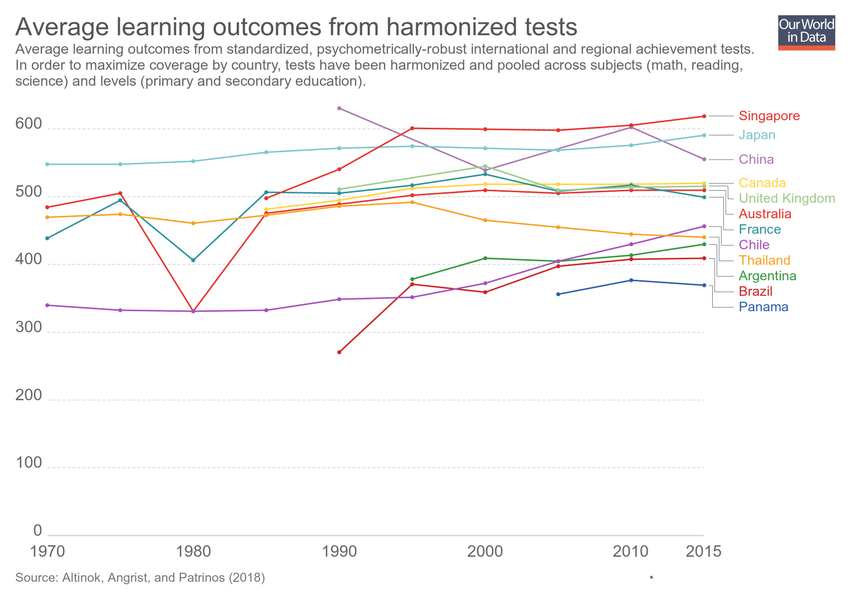 Average learning outcomes from harmonized tests
Our World
in Data
Average learning outcomes from standardized, psychometrically-robust international and regional achievement tests.
In order to maximize coverage by country, tests have been harmonized and pooled across subjects (math, reading,
science) and levels (primary and secondary education).
600
500
400
300
200
100
0
Singapore
Japan
China
Canada
United Kingdom
Australia
France
Chile
Thailand
Argentina
Brazil
Panama
1970 1980 1990 2000 2010 2015
Source: Altinok, Angrist, and Patrinos (2018)